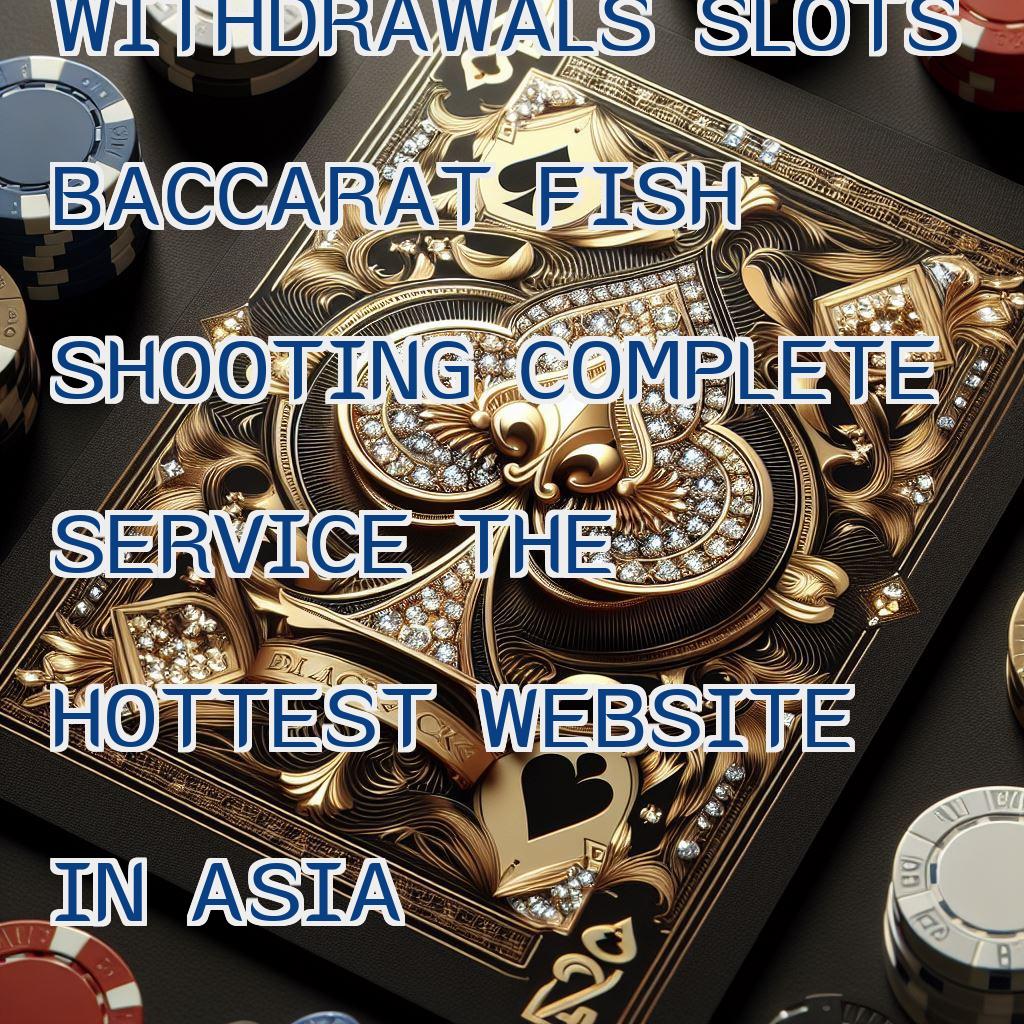 WITHDRAWALS SLOTS
BACCARAT FISH
SHOOTING COMPLETE
SERVICE THE
HOTTEST WEBSITE
IN ASIA